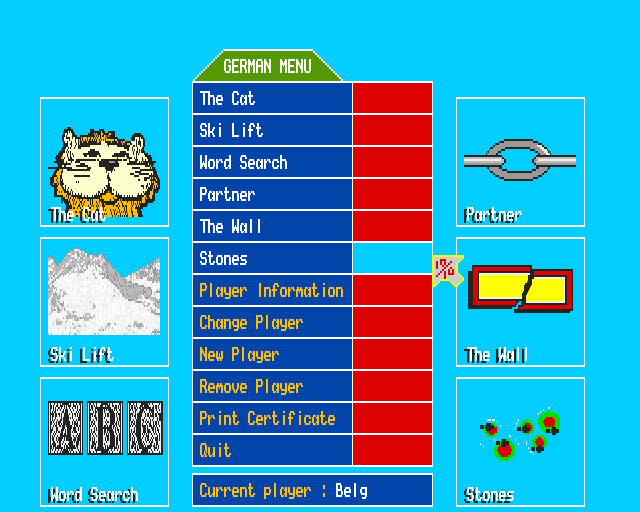 GERMAN MENU
The Cat
Ski Lift
Word Search
Partner
The Wall
Stones
Player Information
Change Player
New Player
Remove Player
Print Certificate
Quit
Current player : Belg
The Cat
Ski Lift
ABC
Word Search
Partner
%
The Wall
Stones